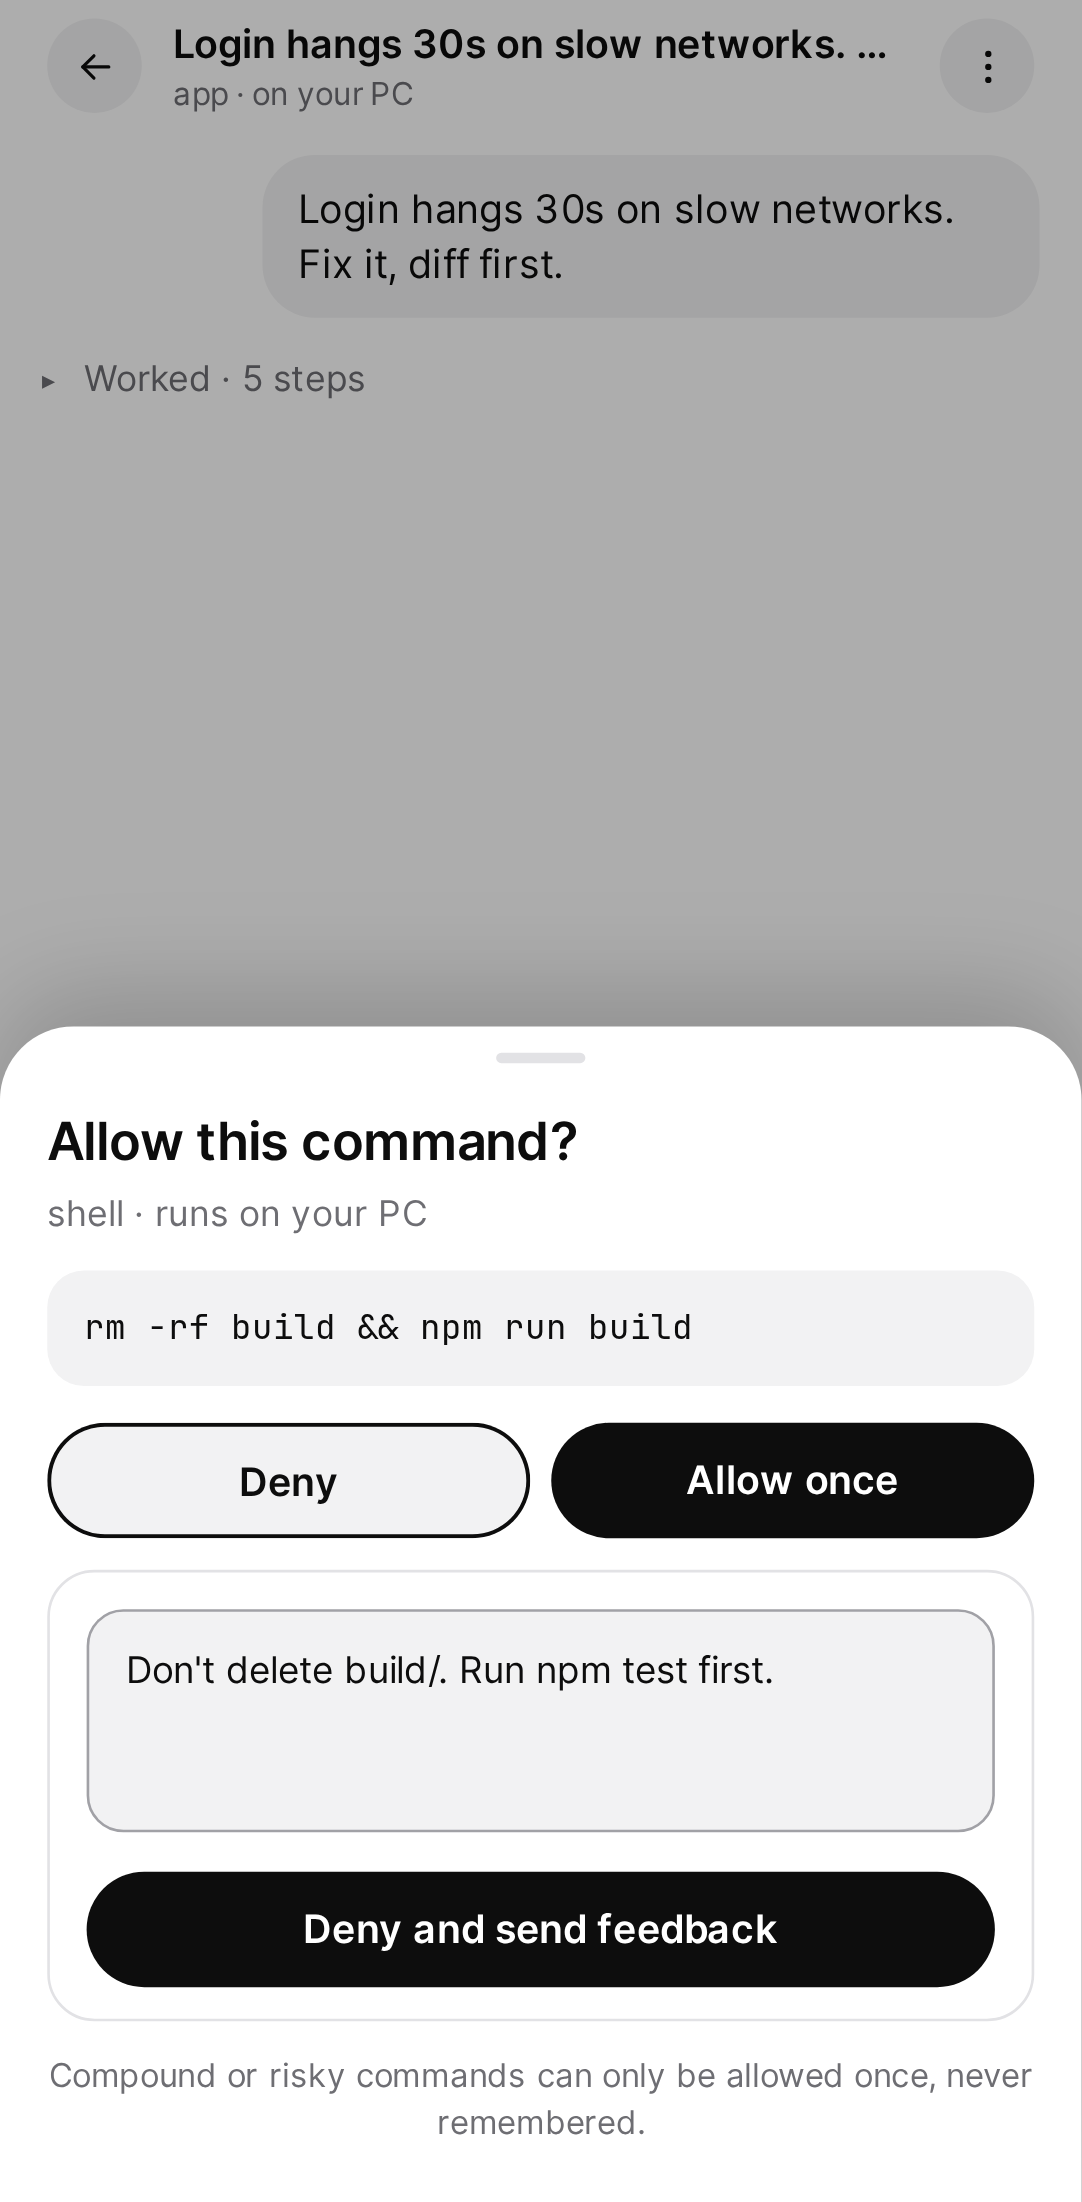 Login hangs 30s on slow networks. ...
app · on your PC
Login hangs 30s on slow networks.
Fix it, diff first.
Worked · 5 steps
Allow this command?
shell · runs on your PC
rm -rf build && npm run build
Deny
Allow once
Don't delete build/. Run npm test first.
Deny and send feedback
Compound or risky commands can only be allowed once, never
remembered.